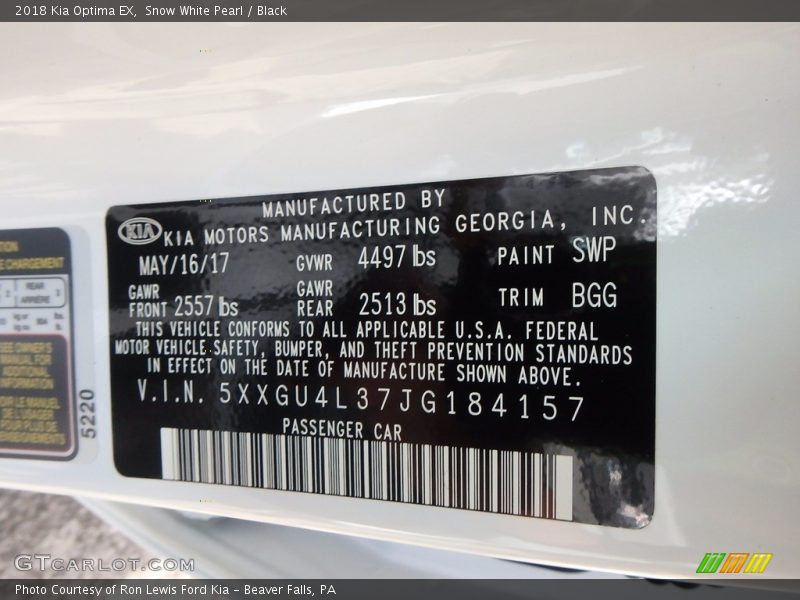 2018 Kia Optima EX, Snow White Pearl / Black
MANUFACTURED BY
KIA KIA MOTORS MANUFACTURING GEORGIA, INC.
MAY/16/17 GVWR 4497 lbs PAINT SWP
GAWR FRONT 2557 lbs GAWR REAR 2513 lbs TRIM BGG
THIS VEHICLE CONFORMS TO ALL APPLICABLE U.S.A. FEDERAL
MOTOR VEHICLE SAFETY, BUMPER, AND THEFT PREVENTION STANDARDS
IN EFFECT ON THE DATE OF MANUFACTURE SHOWN ABOVE.
V.I.N. 5XXGU4L37JG184157
PASSENGER CAR
REAR
ARRIÈRE
5220
GTCARLOT.COM
Photo Courtesy of Ron Lewis Ford Kia – Beaver Falls, PA